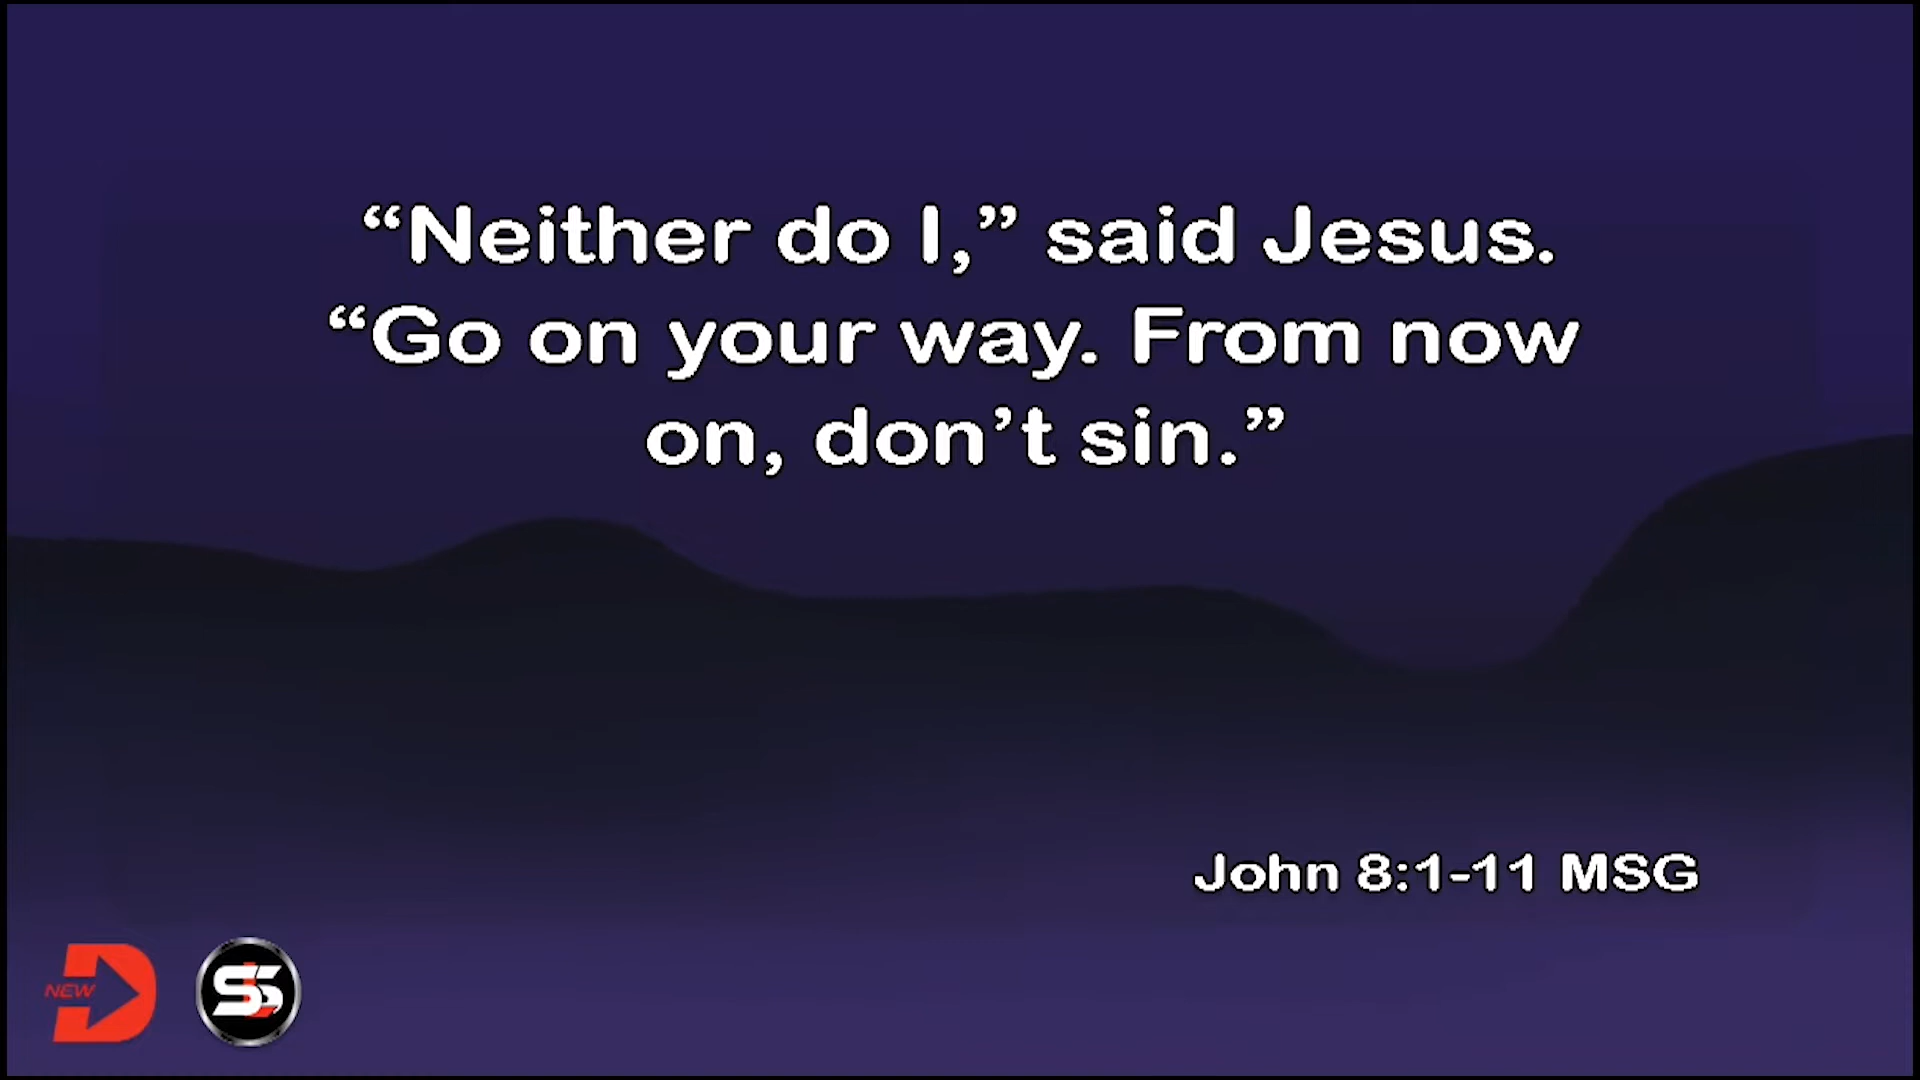 “Neither do I,” said Jesus.
“Go on your way. From now
on, don’t sin.”
John 8:1-11 MSG
NEW